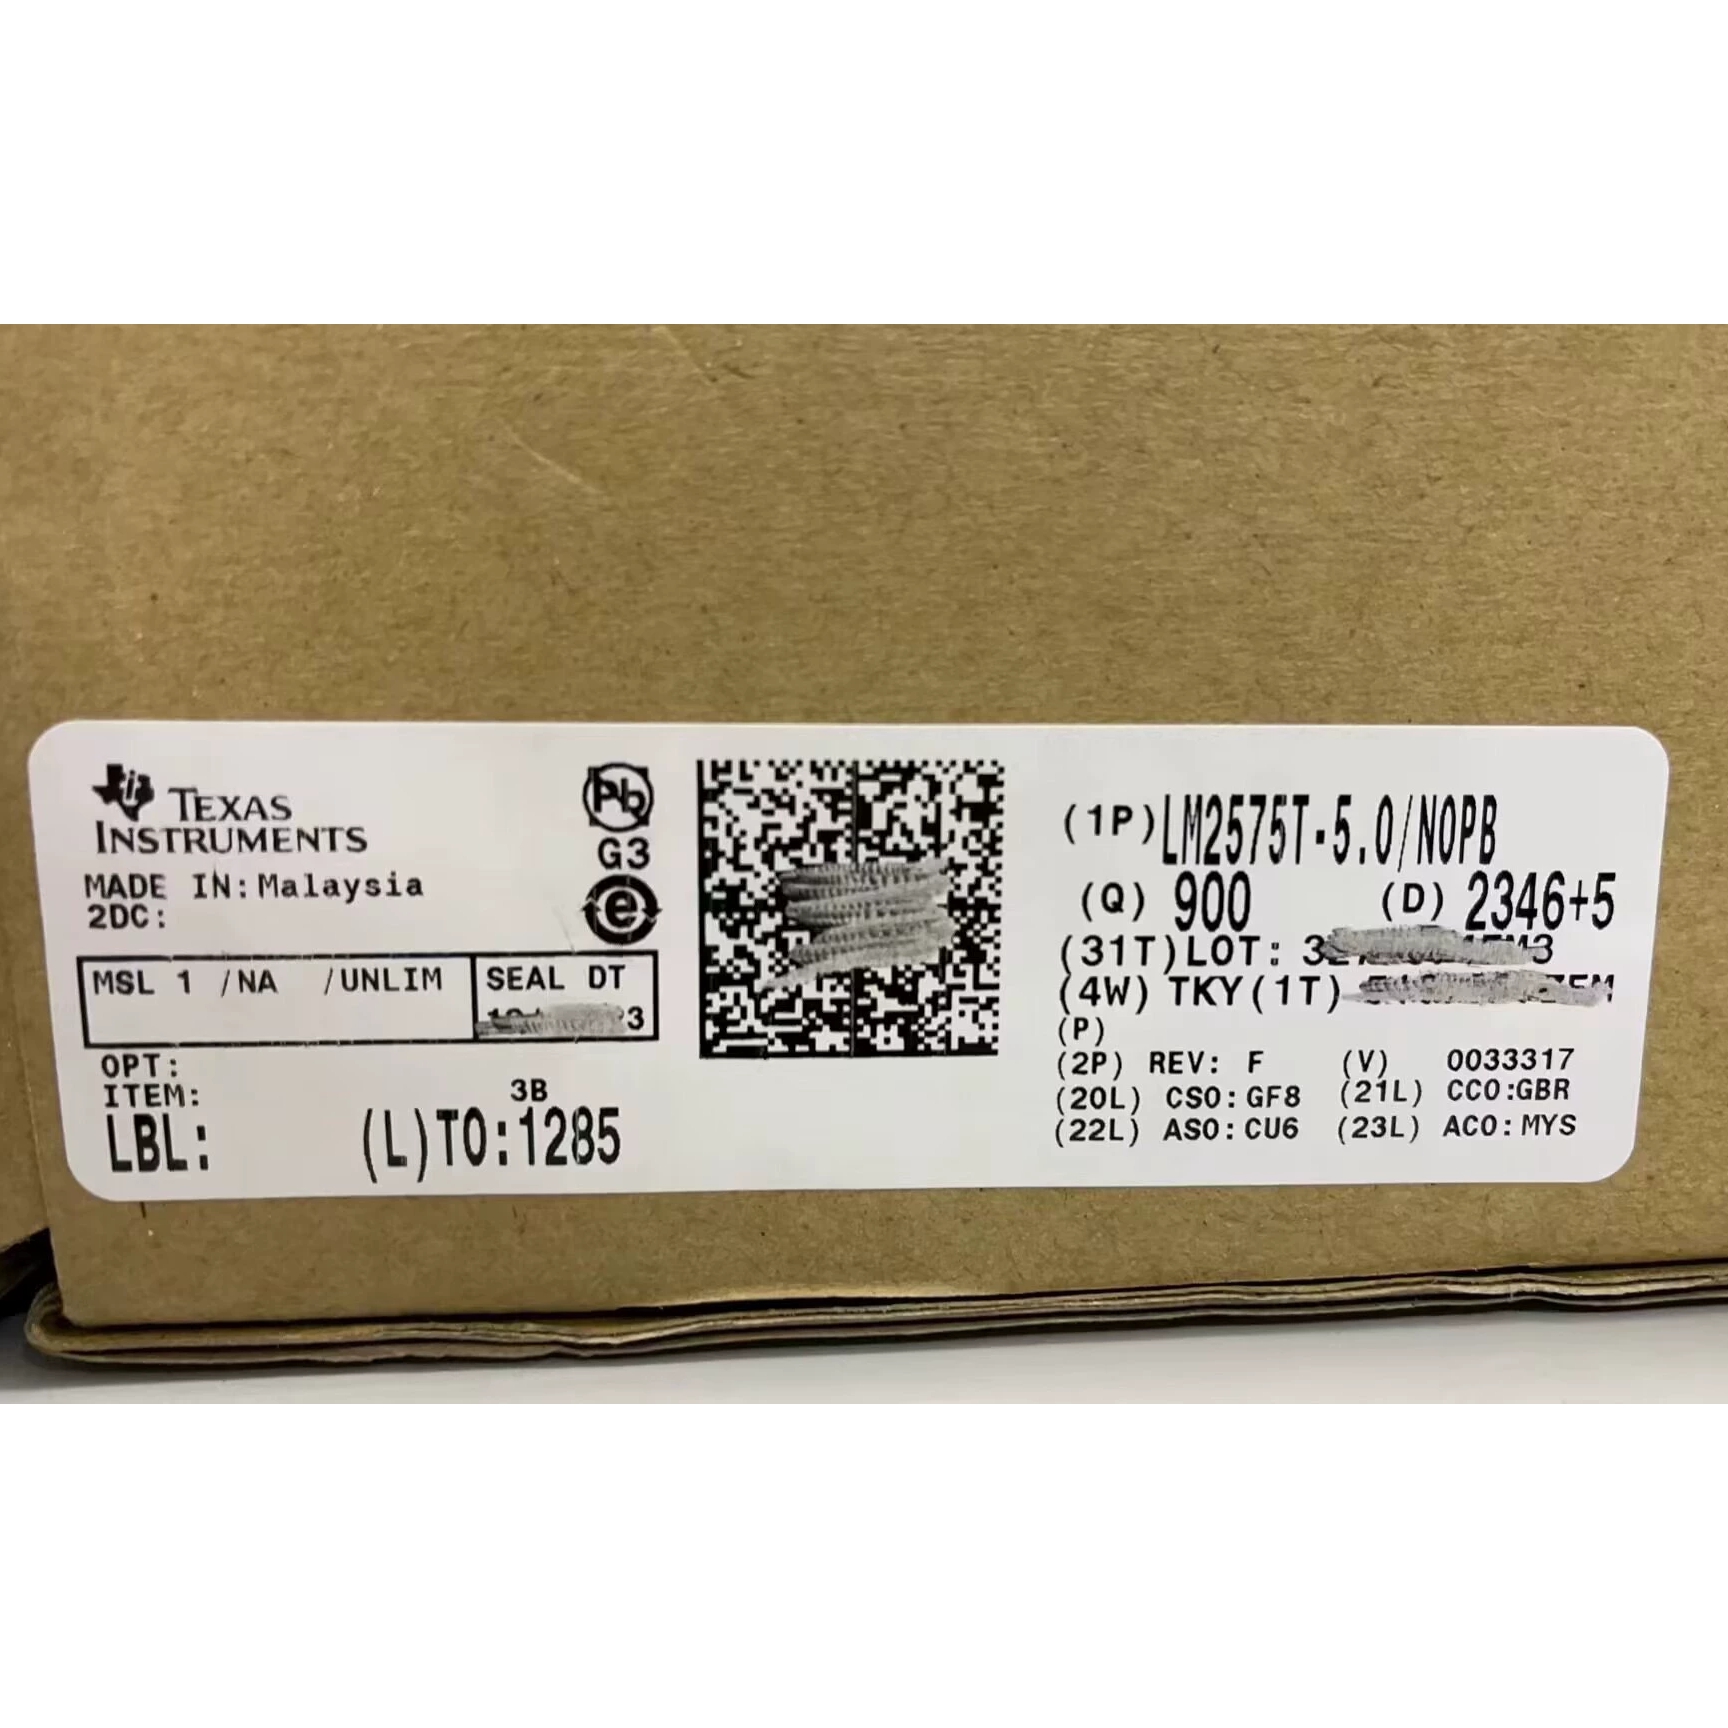 TEXAS
INSTRUMENTS
MADE IN: Malaysia
2DC:
Pb
G3
e
MSL 1 /NA /UNLIM
SEAL DT
3
OPT:
ITEM:
3B
LBL: (L)TO:1285
(1P)LM2575T-5.0/NOPB
(Q) 900 (D) 2346+5
(31T)LOT: 3
(4W) TKY(1T)
(P)
(2P) REV: F (V) 0033317
(20L) CSO:GF8 (21L) CCO:GBR
(22L) ASO:CU6 (23L) ACO:MYS